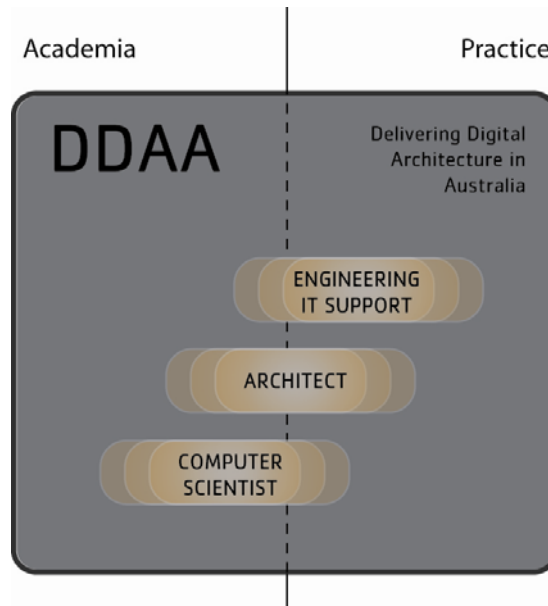 Academia
Practice
DDAA
Delivering Digital
Architecture in
Australia
ENGINEERING
IT SUPPORT
ARCHITECT
COMPUTER
SCIENTIST